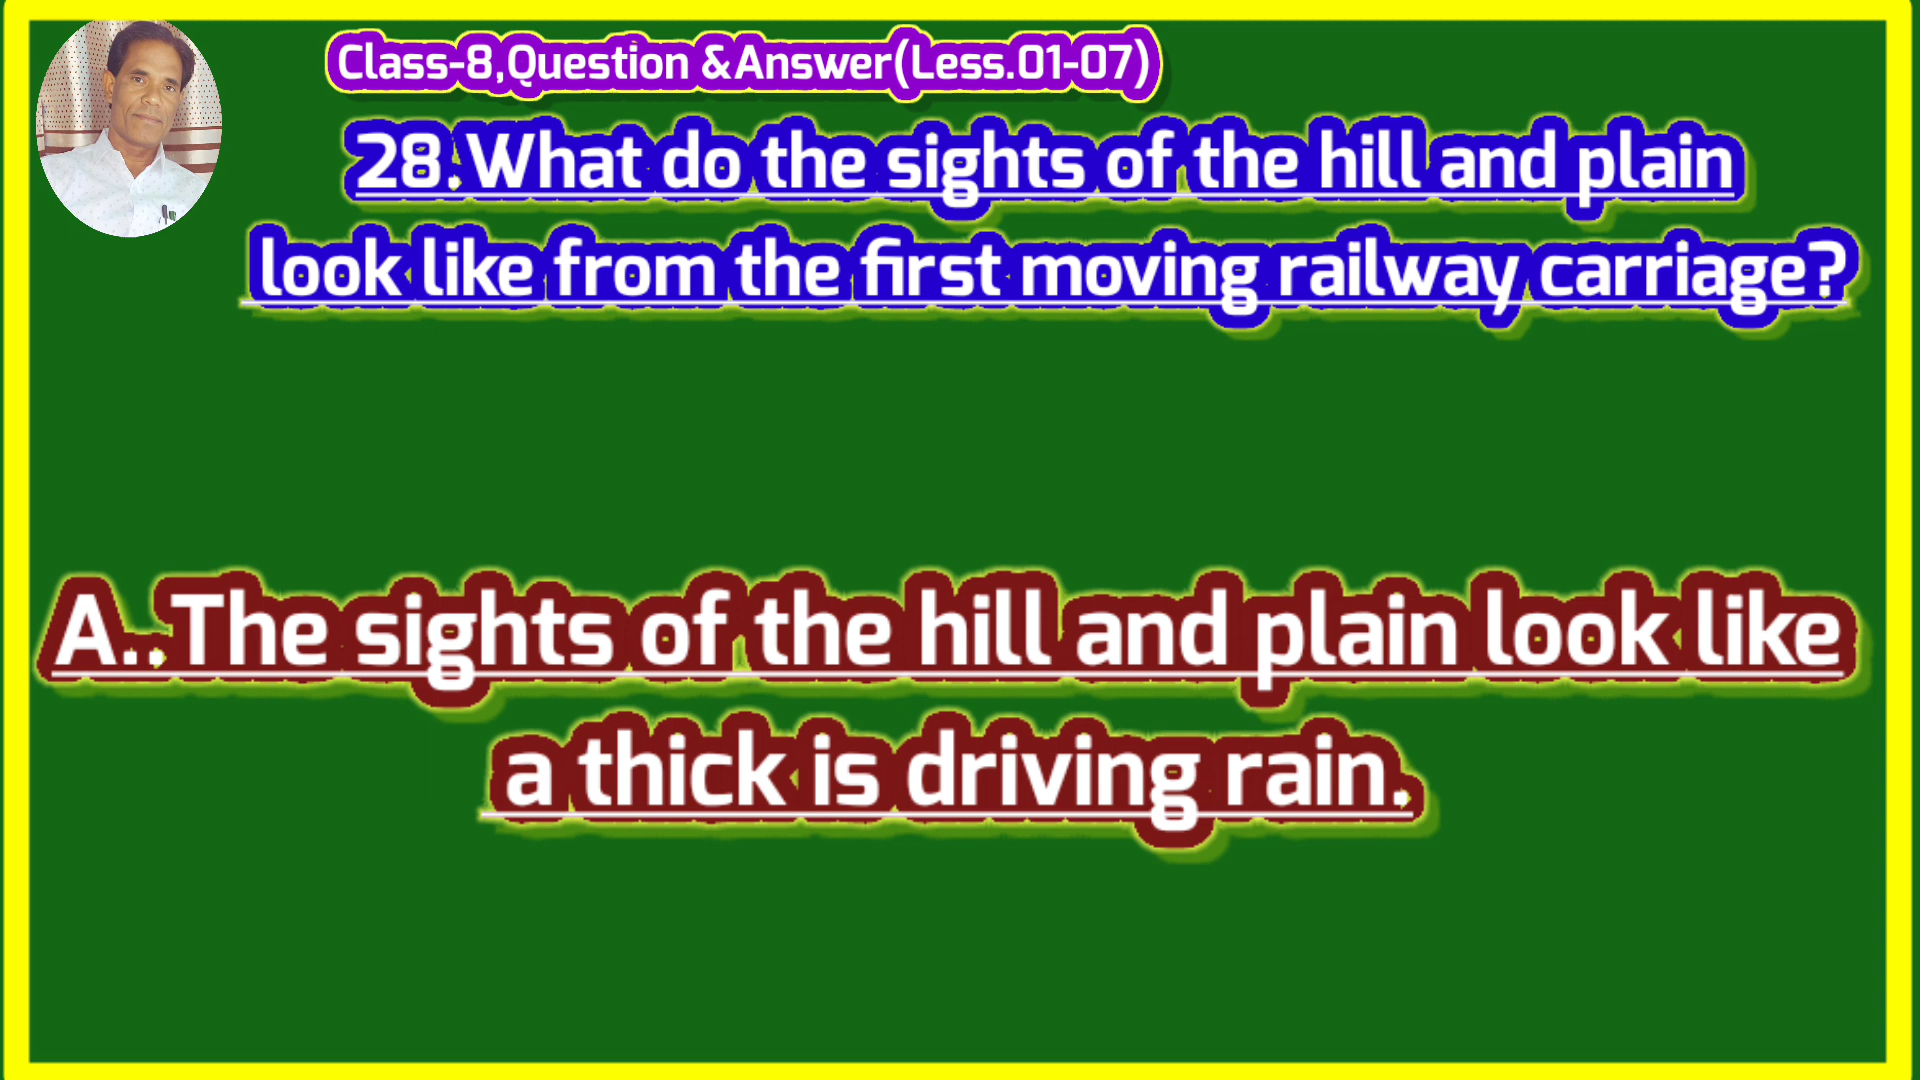 Class-8,Question &Answer(Less.01-07)
28.What do the sights of the hill and plain
look like from the first moving railway carriage?
A..The sights of the hill and plain look like
a thick is driving rain.